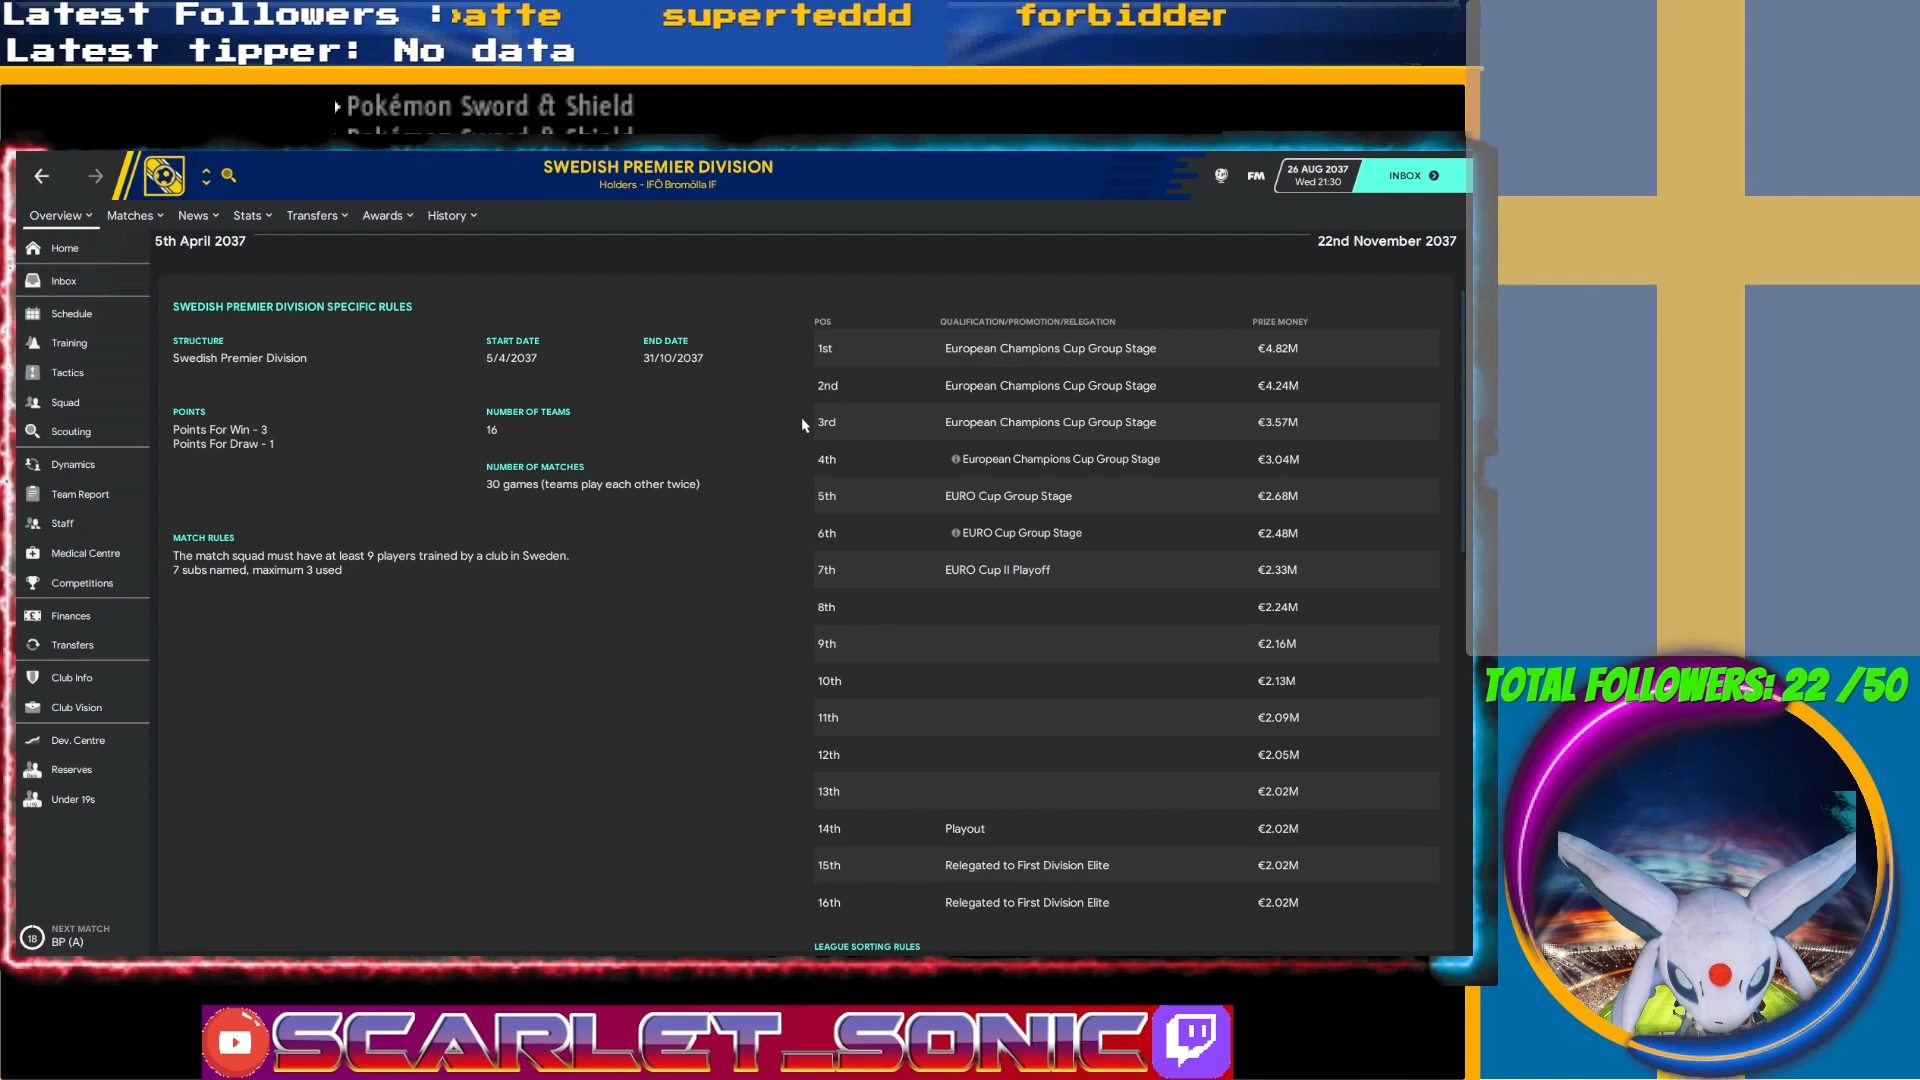 Latest Followers : atte superteddd forbidder
Latest tipper: No data
Pokémon Sword & Shield
Pokémon Sword & Shield
SWEDISH PREMIER DIVISION
Holders - IFÖ Bromölla IF
FM
26 AUG 2037
Wed 21:30
INBOX
Overview
Matches
News
Stats
Transfers
Awards
History
5th April 2037
22nd November 2037
Home
Inbox
Schedule
Training
Tactics
Squad
Scouting
Dynamics
Team Report
Staff
Medical Centre
Competitions
Finances
Transfers
Club Info
Club Vision
Dev. Centre
Reserves
Under 19s
18
NEXT MATCH
BP (A)
SWEDISH PREMIER DIVISION SPECIFIC RULES
STRUCTURE
Swedish Premier Division
START DATE
5/4/2037
END DATE
31/10/2037
POINTS
Points For Win - 3
Points For Draw - 1
NUMBER OF TEAMS
16
NUMBER OF MATCHES
30 games (teams play each other twice)
MATCH RULES
The match squad must have at least 9 players trained by a club in Sweden.
7 subs named, maximum 3 used
POS QUALIFICATION/PROMOTION/RELEGATION PRIZE MONEY
1st European Champions Cup Group Stage €4.82M
2nd European Champions Cup Group Stage €4.24M
3rd European Champions Cup Group Stage €3.57M
4th European Champions Cup Group Stage €3.04M
5th EURO Cup Group Stage €2.68M
6th EURO Cup Group Stage €2.48M
7th EURO Cup II Playoff €2.33M
8th €2.24M
9th €2.16M
10th €2.13M
11th €2.09M
12th €2.05M
13th €2.02M
14th Playout €2.02M
15th Relegated to First Division Elite €2.02M
16th Relegated to First Division Elite €2.02M
LEAGUE SORTING RULES
TOTAL FOLLOWERS: 22 /50
SCARLET_SONIC